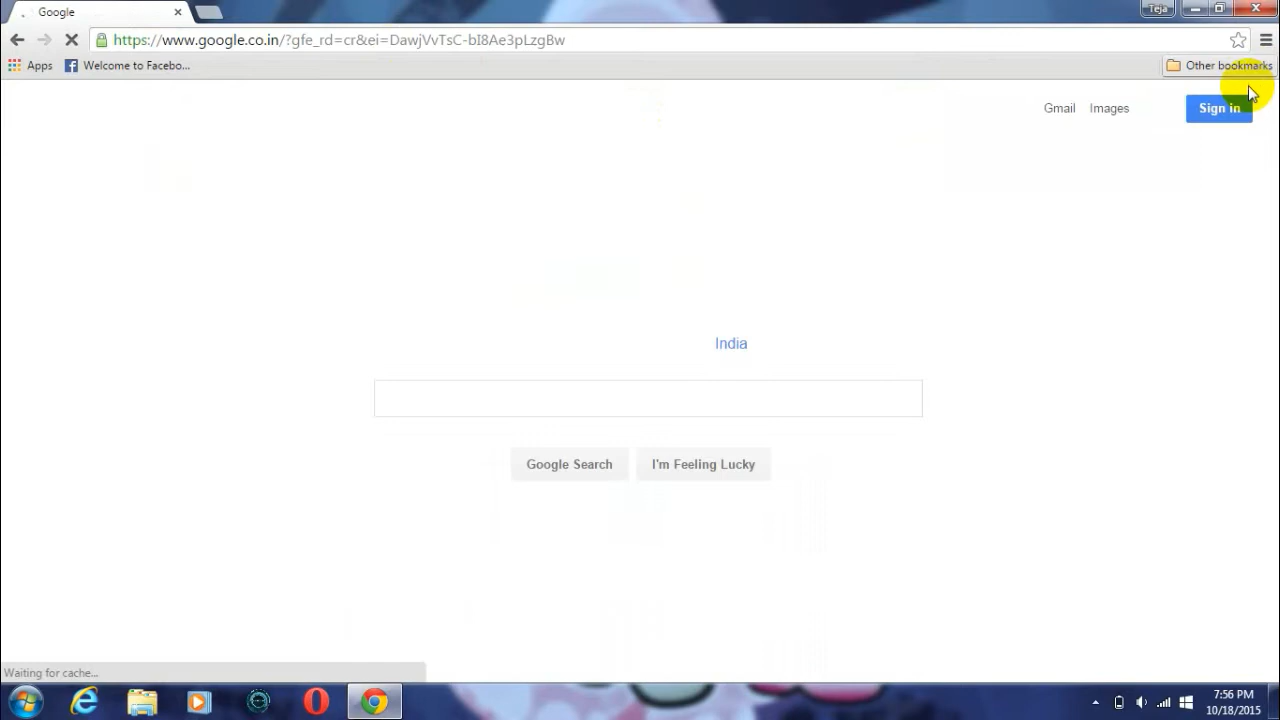 Google
Teja
https://www.google.co.in/?gfe_rd=cr&ei=DawjVvTsC-bI8Ae3pLzgBw
Apps Welcome to Facebo... Other bookmarks
Gmail Images Sign in
India
Google Search I'm Feeling Lucky
Waiting for cache...
7:56 PM
10/18/2015